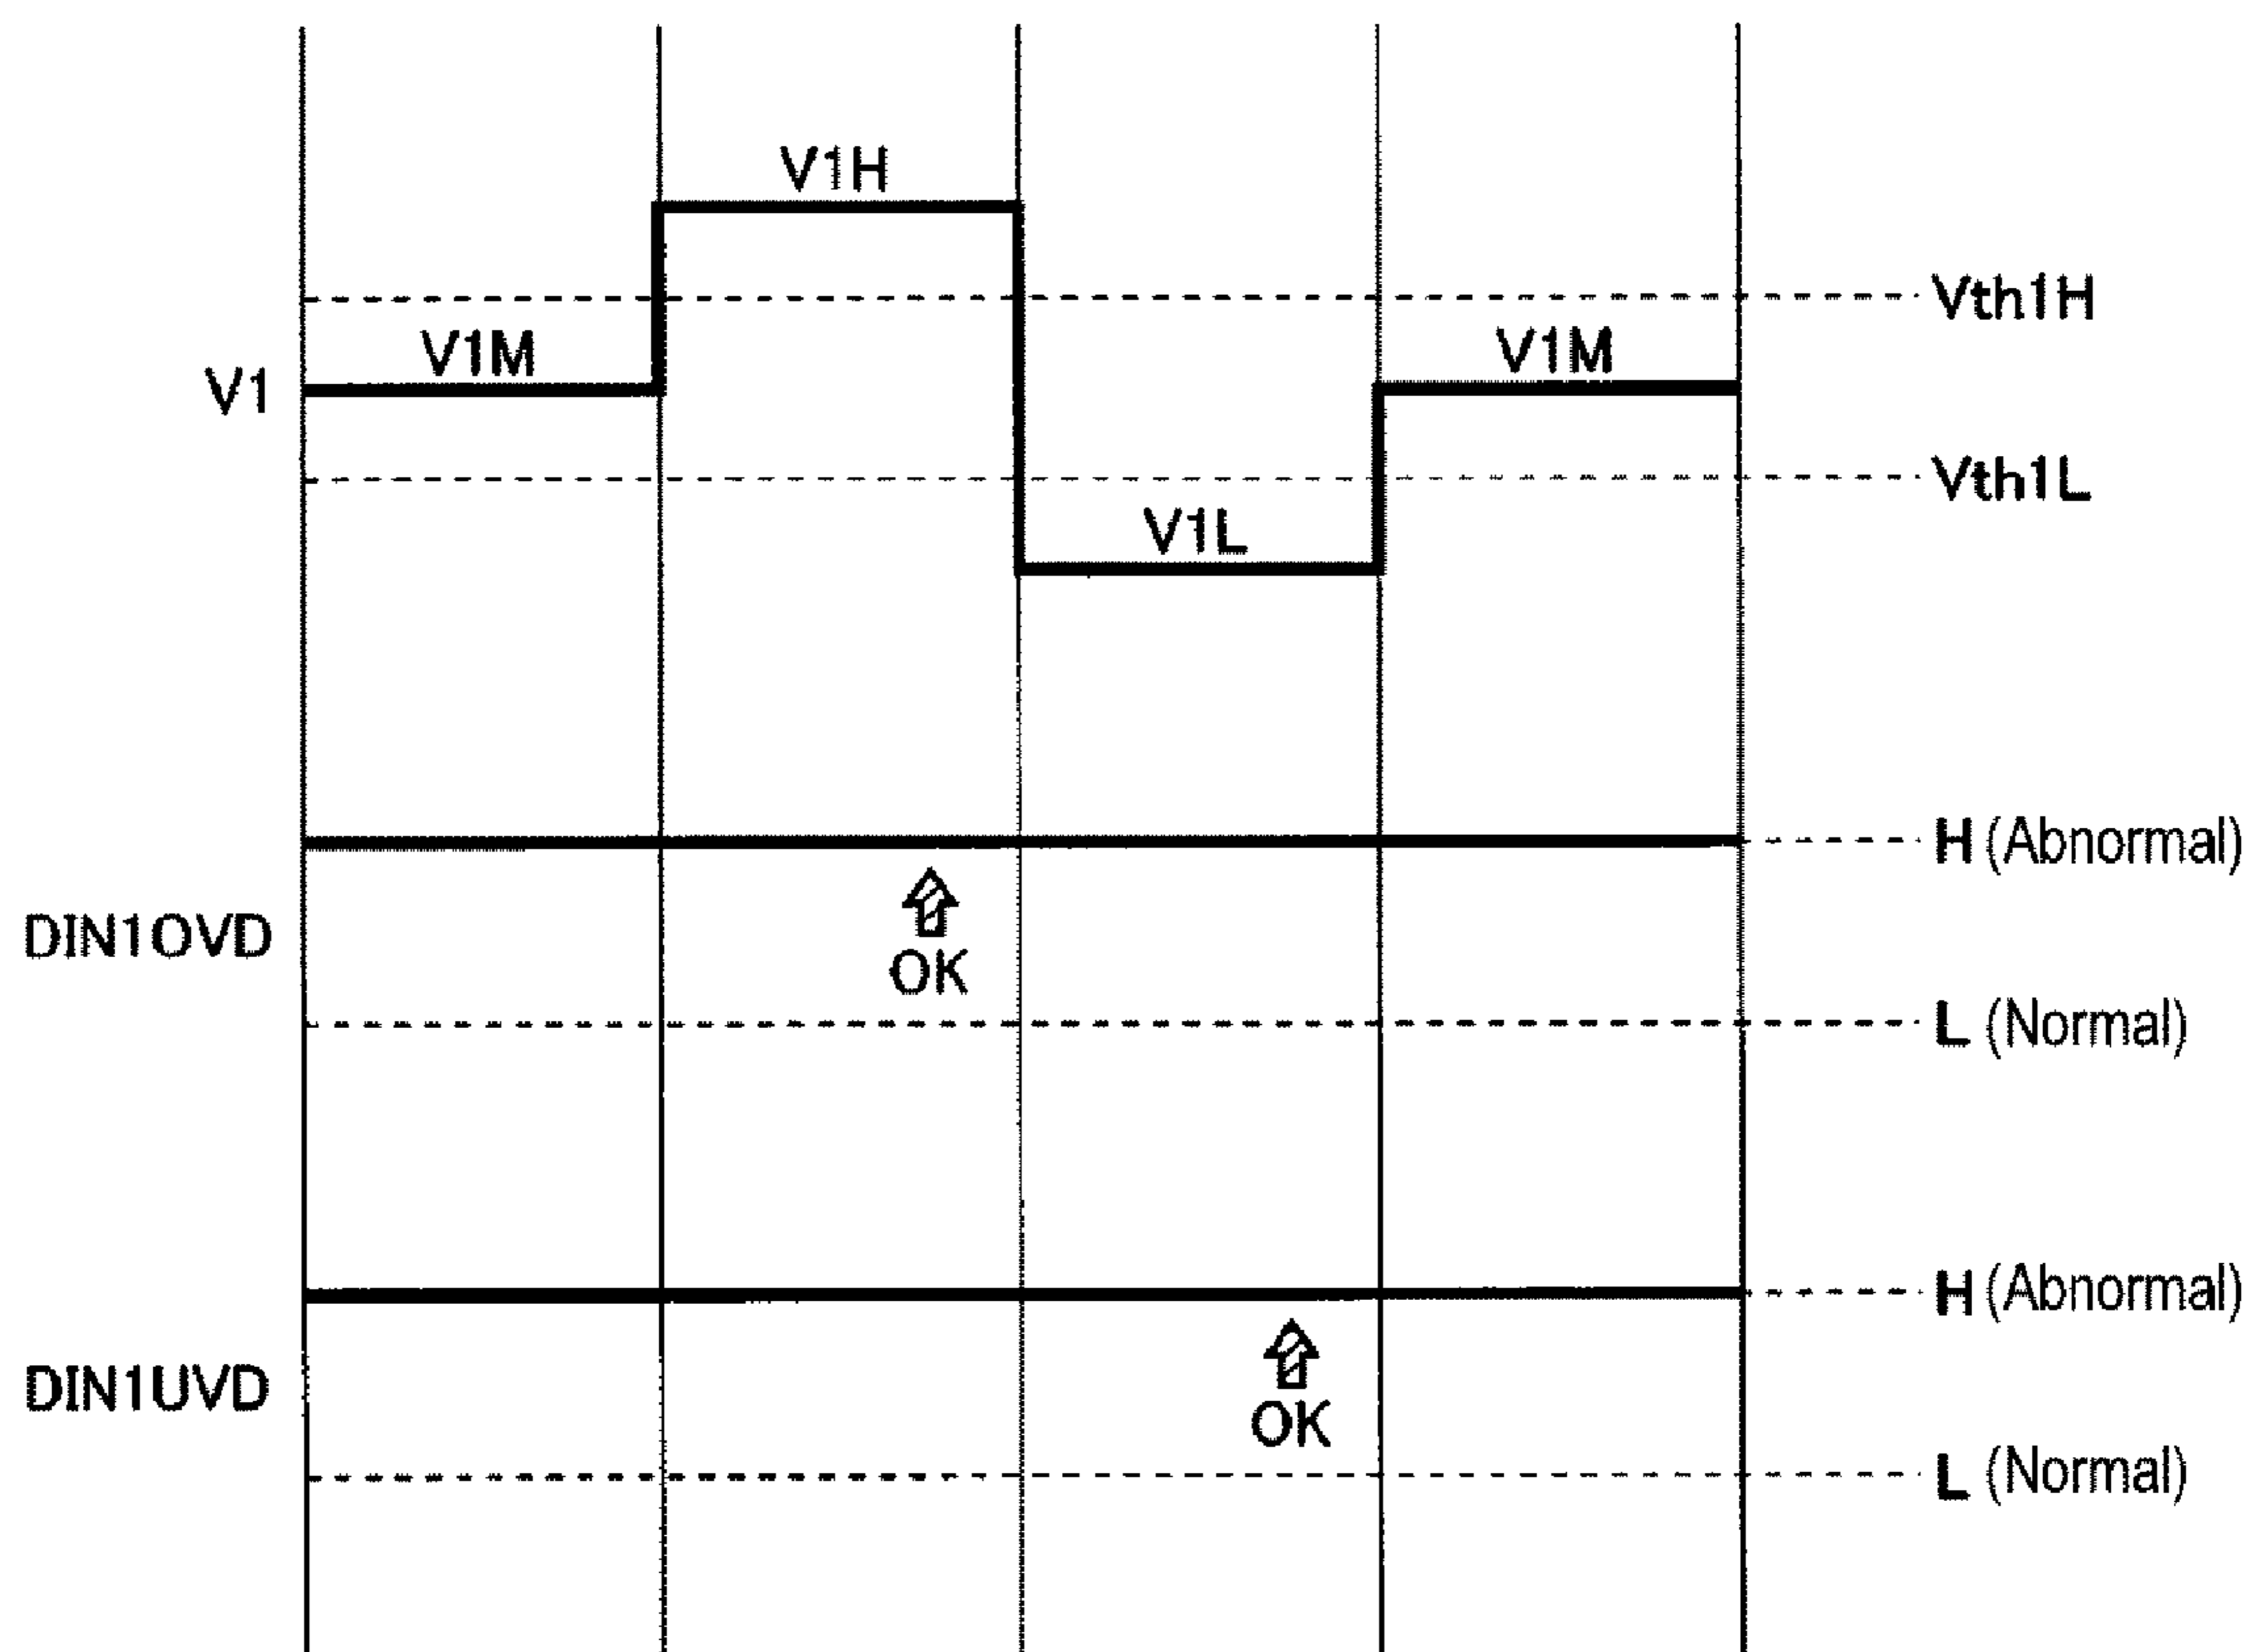 V1H
Vth1H
V1M
V1M
V1
Vth1L
V1L
H (Abnormal)
DIN1OVD
OK
L (Normal)
H (Abnormal)
DIN1UVD
OK
L (Normal)